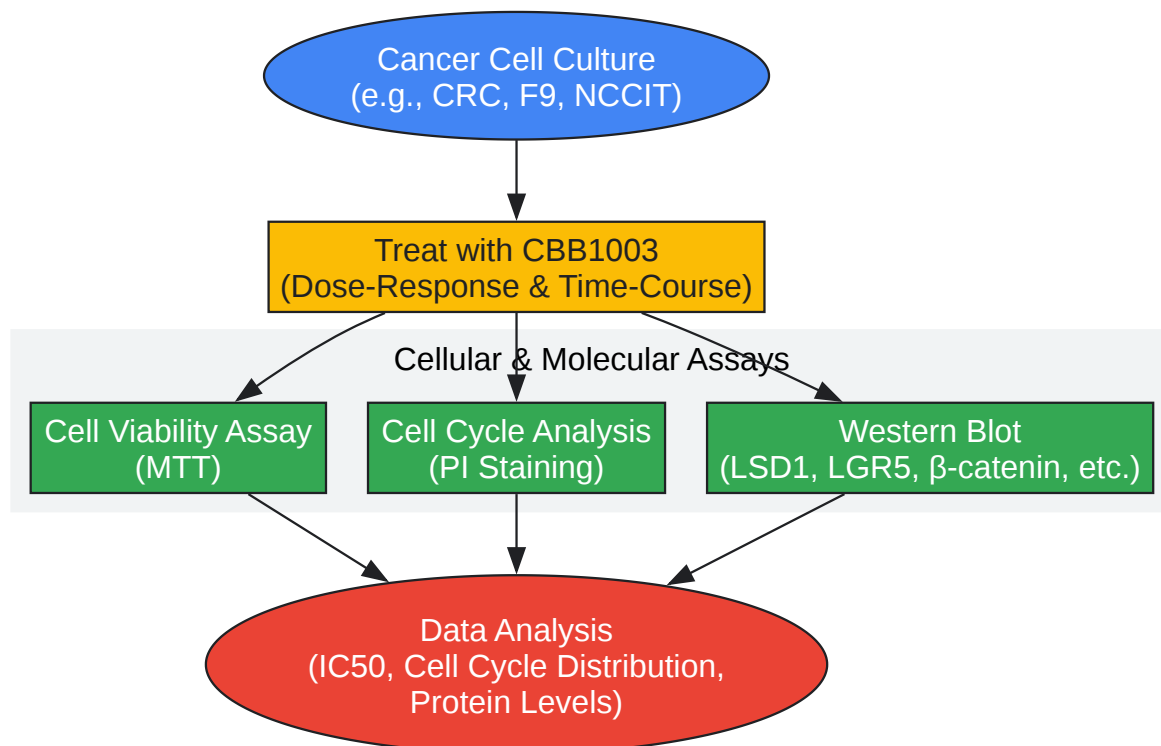 Cancer Cell Culture
(e.g., CRC, F9, NCCIT)
Treat with CBB1003
(Dose-Response & Time-Course)
Cellular & Molecular Assays
Cell Viability Assay
(MTT)
Cell Cycle Analysis
(PI Staining)
Western Blot
(LSD1, LGR5, β-catenin, etc.)
Data Analysis
(IC50, Cell Cycle Distribution,
Protein Levels)